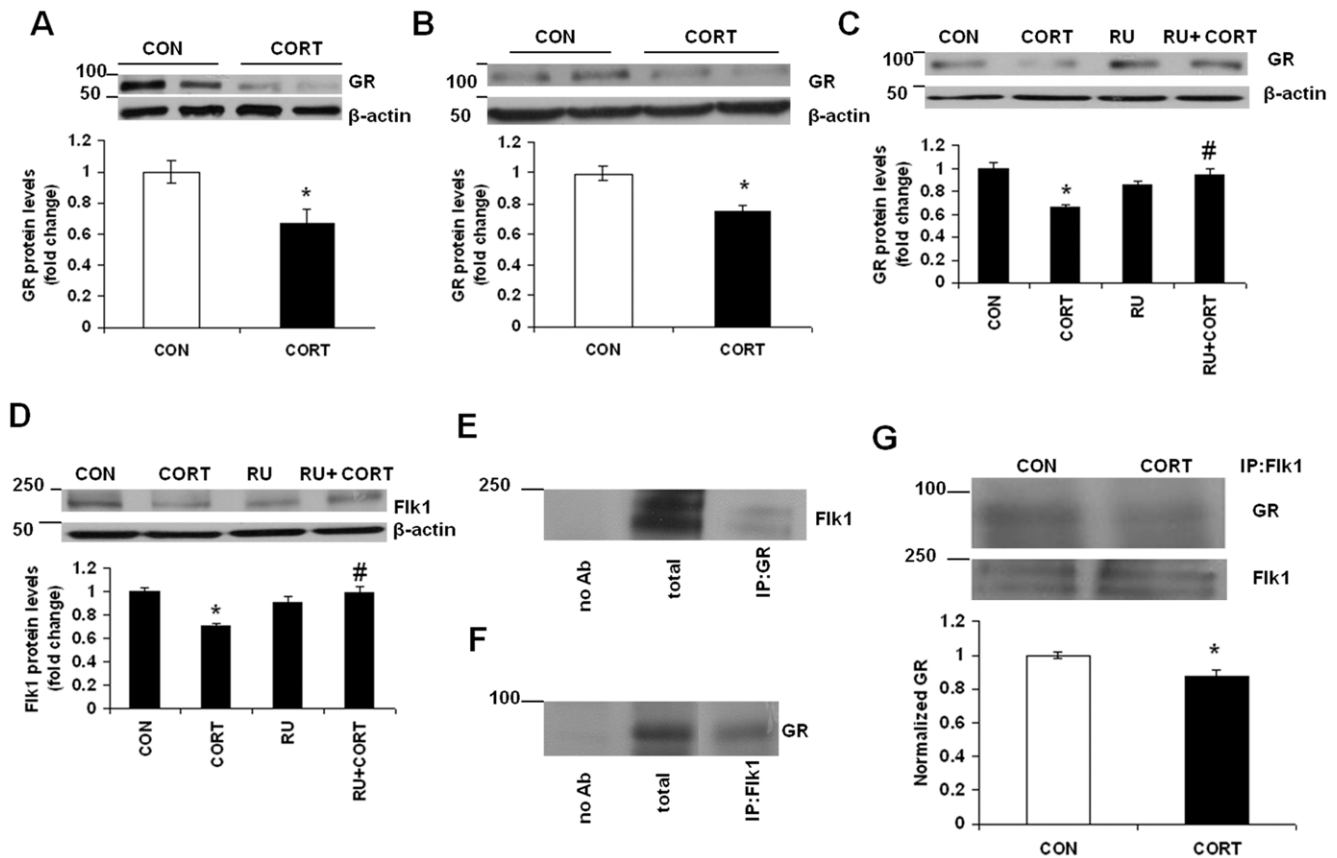 A
CON CORT
100
50
GR
β-actin
GR protein levels
(fold change)
1.2
1
0.8
0.6
0.4
0.2
0
*
CON CORT
B
CON CORT
100
50
GR
β-actin
GR protein levels
(fold change)
1.2
1
0.8
0.6
0.4
0.2
0
*
CON CORT
C
CON CORT RU RU+ CORT
100
50
GR
β-actin
GR protein levels
(fold change)
1.2
1
0.8
0.6
0.4
0.2
0
*
#
CON
CORT
RU
RU+CORT
D
CON CORT RU RU+ CORT
250
50
Flk1
β-actin
Flk1 protein levels
(fold change)
1.2
1
0.8
0.6
0.4
0.2
0
*
#
CON
CORT
RU
RU+CORT
E
250
Flk1
no Ab
total
IP:GR
F
100
GR
no Ab
total
IP:Flk1
G
CON CORT IP:Flk1
100
GR
250
Flk1
Normalized GR
1.2
1
0.8
0.6
0.4
0.2
0
*
CON CORT